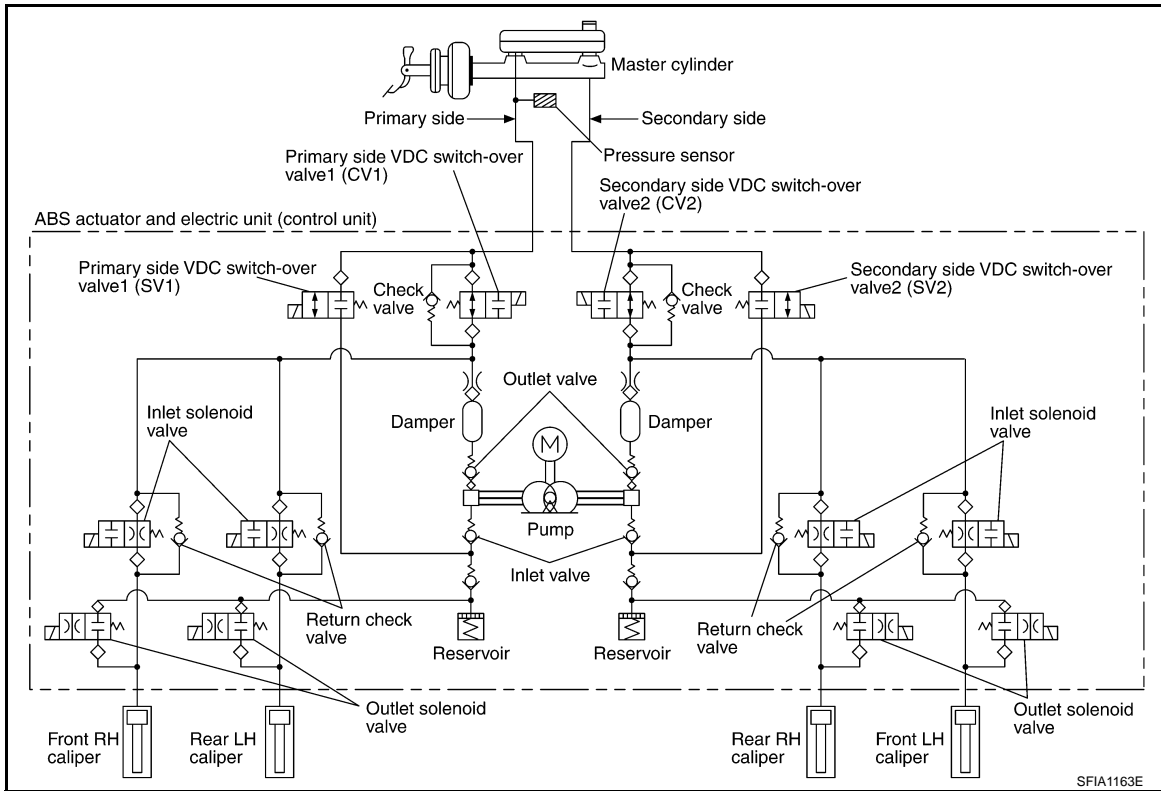 Master cylinder
Primary side
Secondary side
Pressure sensor
Primary side VDC switch-over
valve1 (CV1)
Secondary side VDC switch-over
valve2 (CV2)
ABS actuator and electric unit (control unit)
Primary side VDC switch-over
valve1 (SV1)
Check
valve
Check
valve
Secondary side VDC switch-over
valve2 (SV2)
Outlet valve
Inlet solenoid
valve
Damper
M
Damper
Inlet solenoid
valve
Pump
Inlet valve
Return check
valve
Reservoir
Reservoir
Return check
valve
Outlet solenoid
valve
Outlet solenoid
valve
Front RH
caliper
Rear LH
caliper
Rear RH
caliper
Front LH
caliper
SFIA1163E